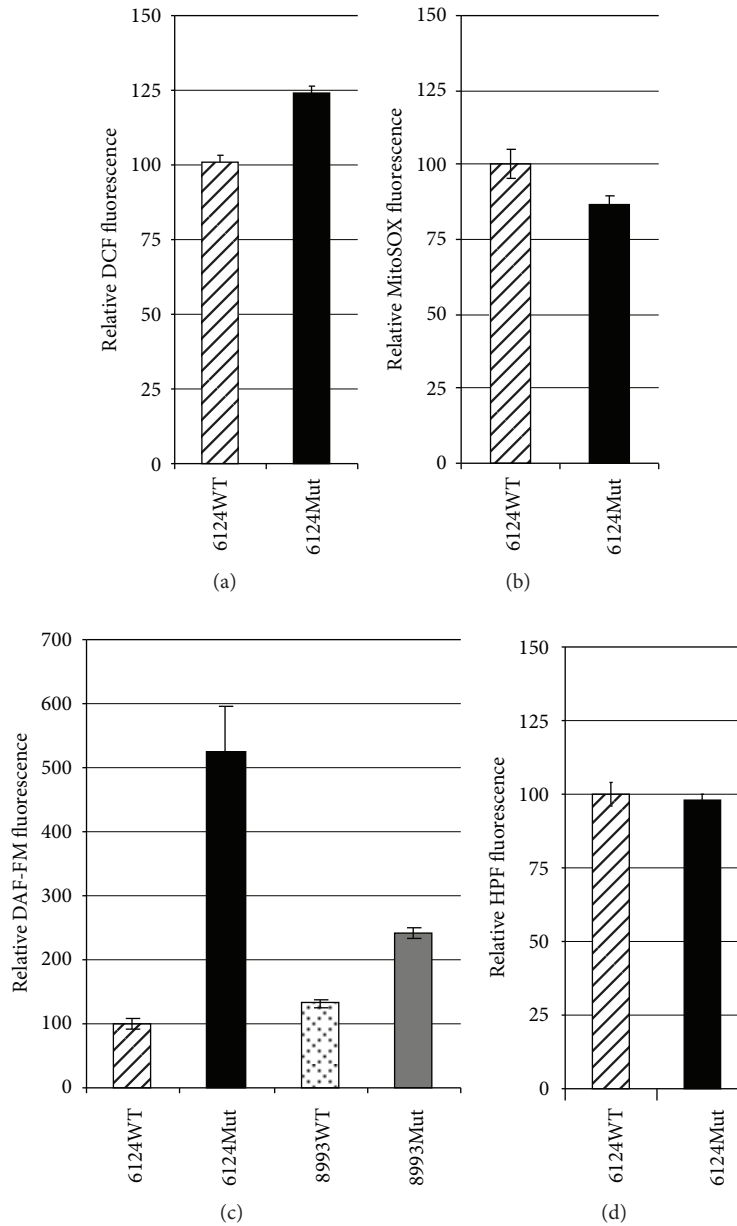 Relative DCF fluorescence
150
125
100
75
50
25
0
6124WT
6124Mut
(a)
Relative MitoSOX fluorescence
150
125
100
75
50
25
0
6124WT
6124Mut
(b)
Relative DAF-FM fluorescence
700
600
500
400
300
200
100
0
6124WT
6124Mut
8993WT
8993Mut
(c)
Relative HPF fluorescence
150
125
100
75
50
25
0
6124WT
6124Mut
(d)